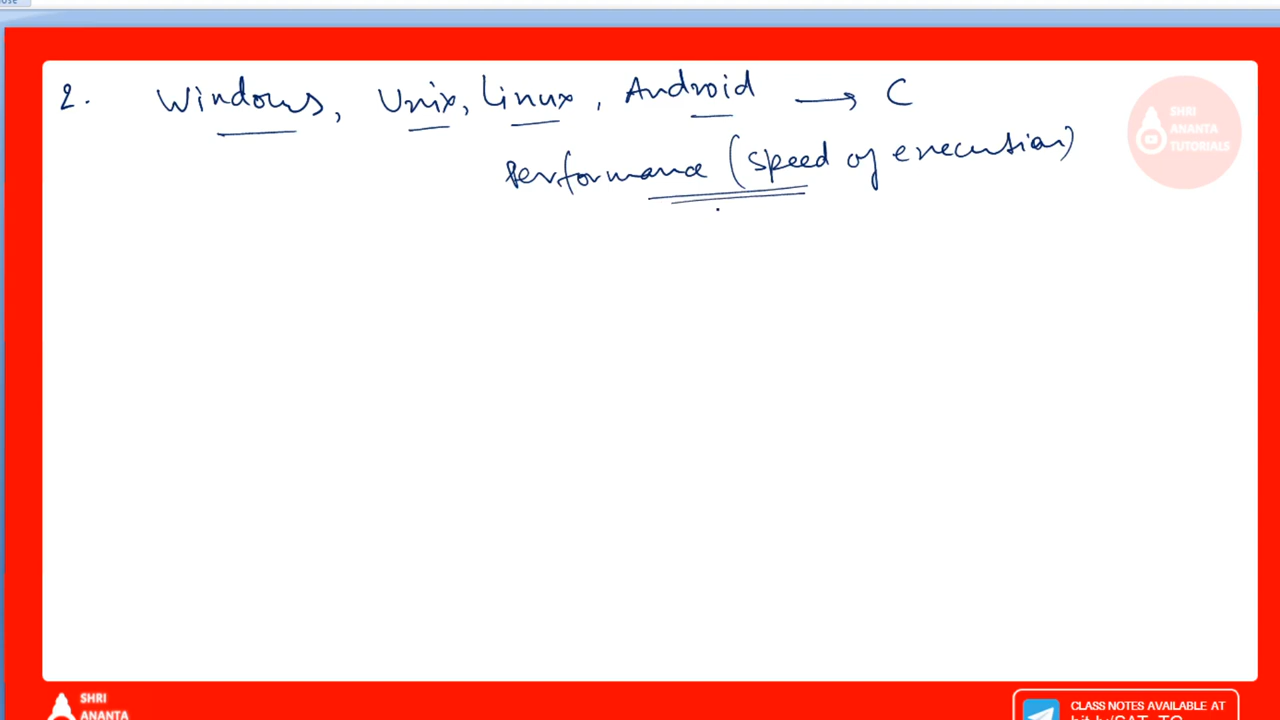 2. Windows, Unix, Linux, Android → C
Performance (speed of execution)
SHRI
ANANTA
TUTORIALS
SHRI
ANANTA
CLASS NOTES AVAILABLE AT